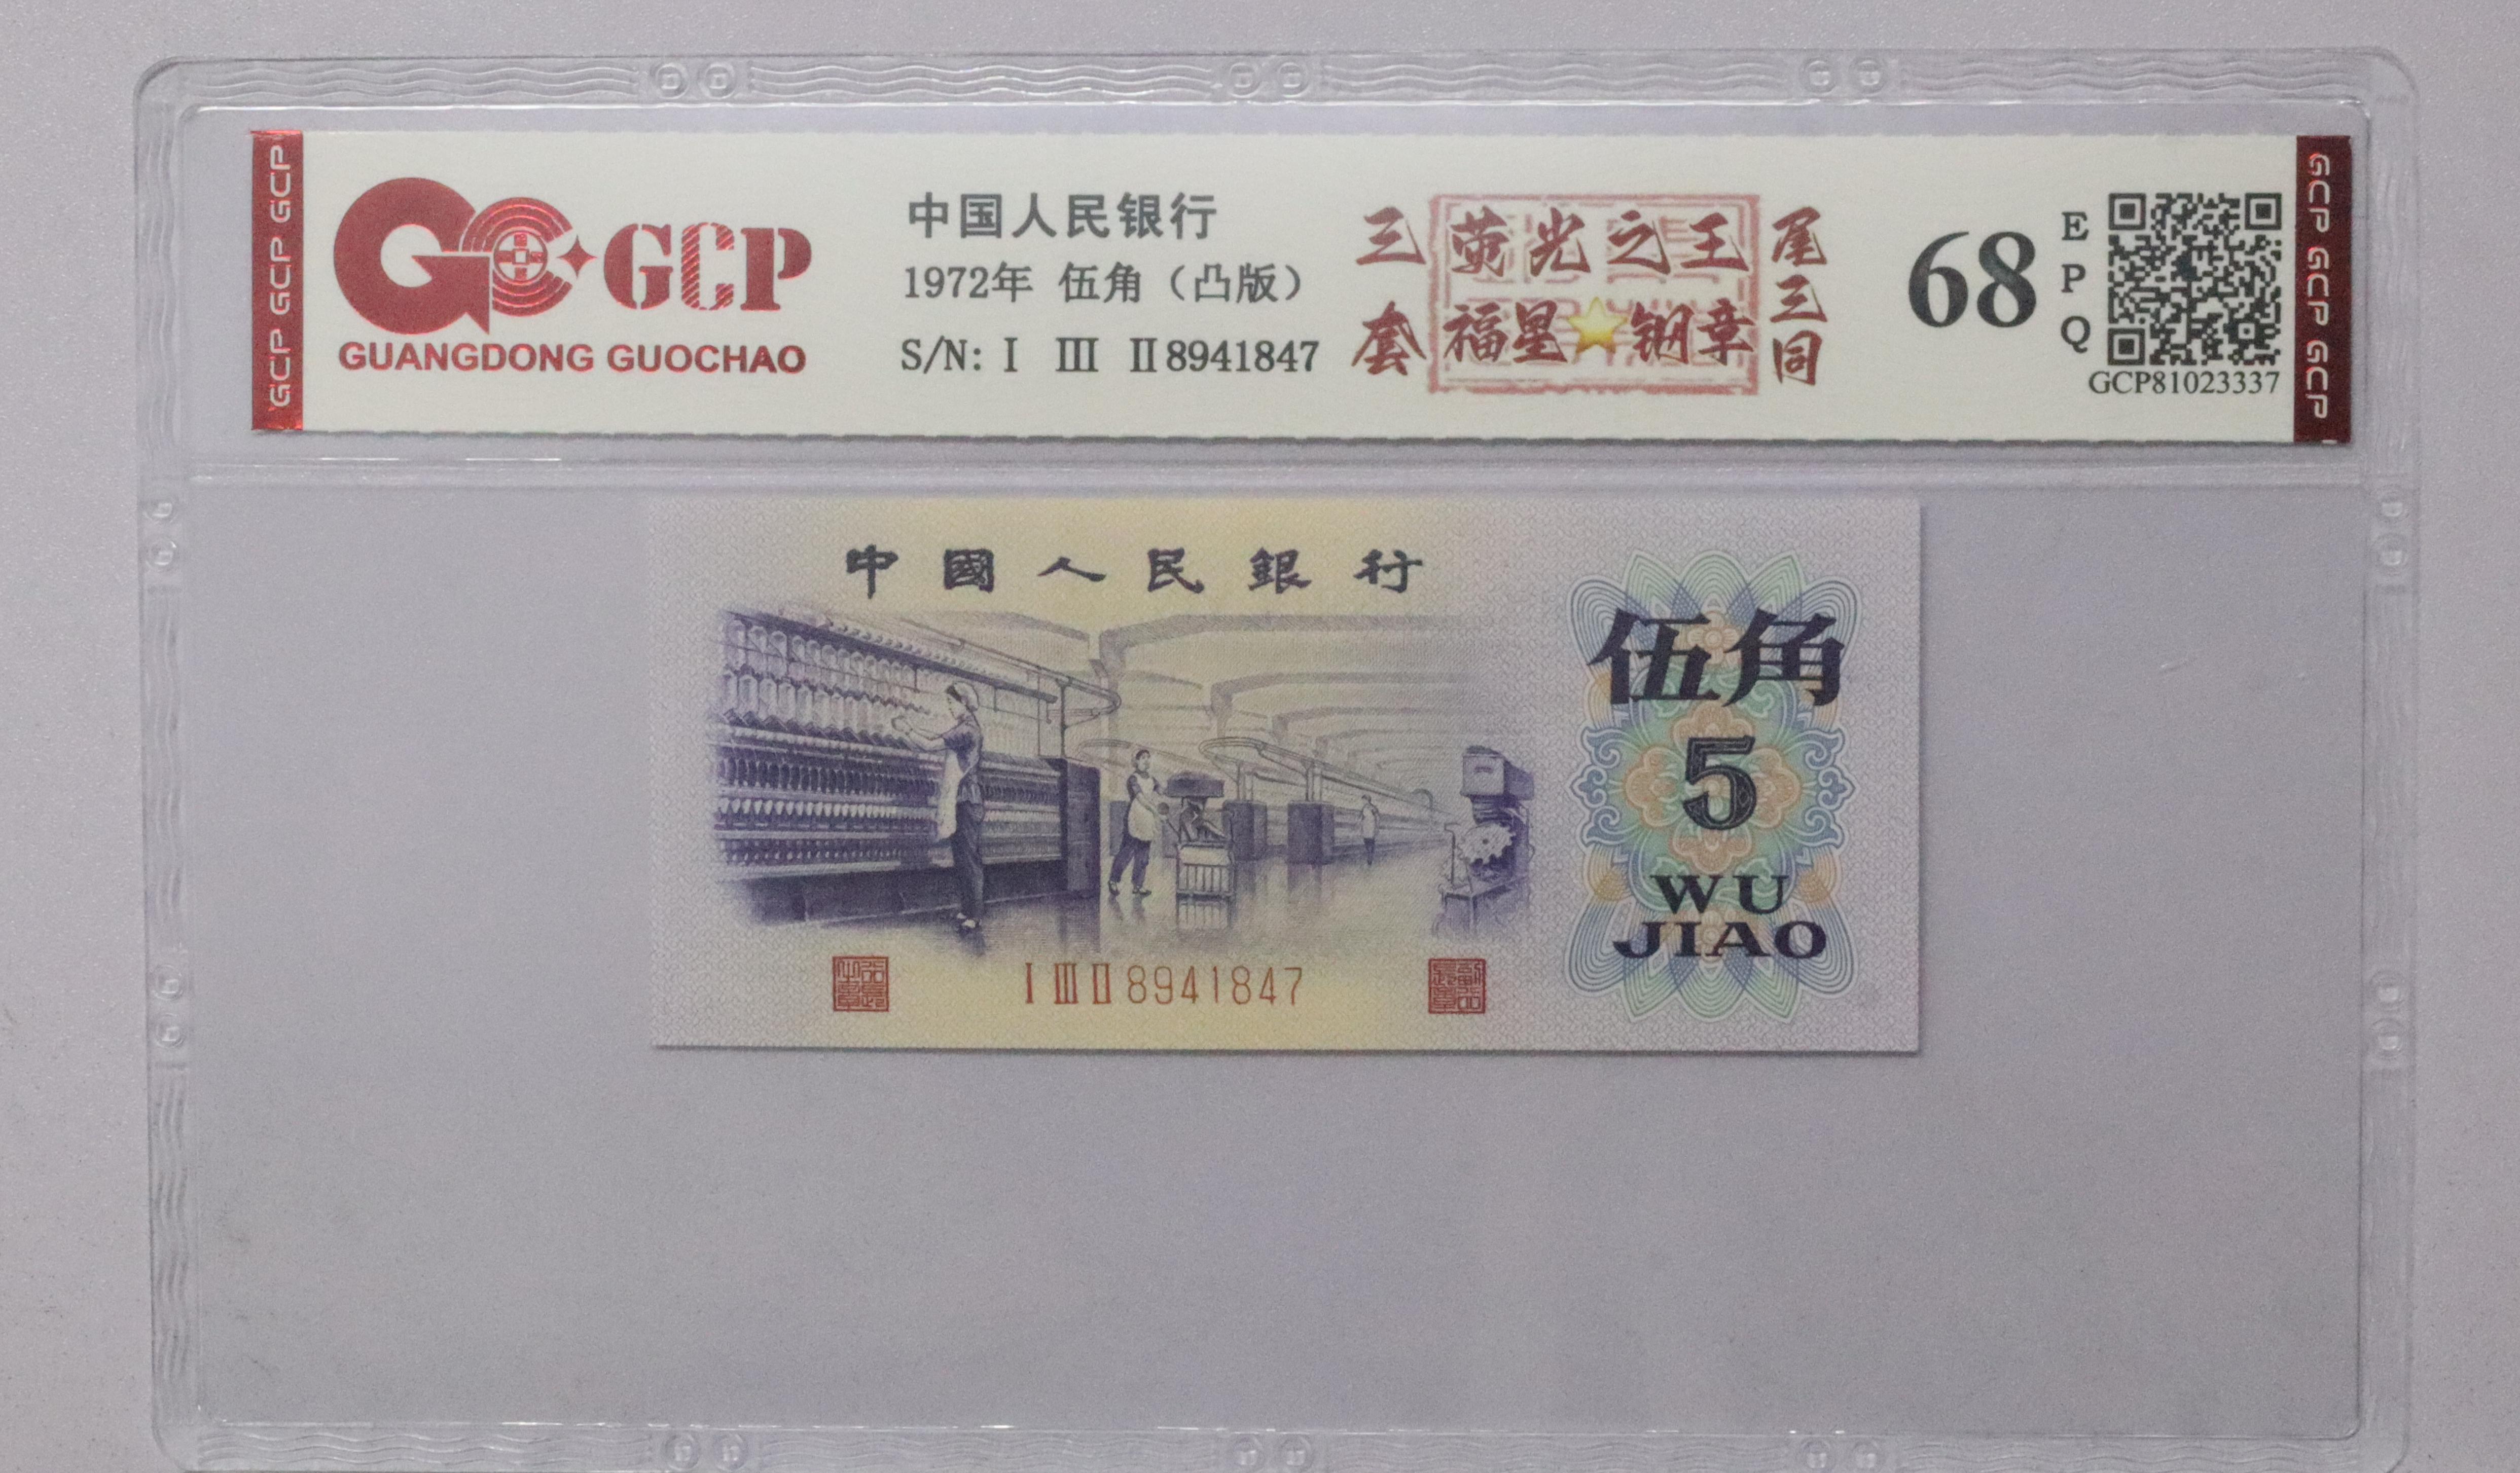 GCP GCP GCP
GCP
GUANGDONG GUOCHAO
中国人民银行
1972年 伍角（凸版）
S/N: I III II 8941847
三套
荧光之王
福星⭐钢章
尾三同
68
EPQ
GCP81023337
GCP GCP GCP
中國人民銀行
伍角
5
WU
JIAO
I III II 8941847